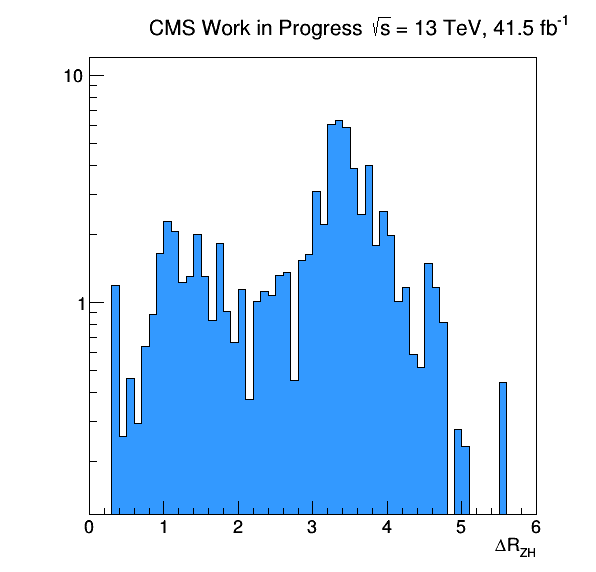 CMS Work in Progress √s = 13 TeV, 41.5 fb⁻¹
10
1
0 1 2 3 4 5 6
ΔR_ZH